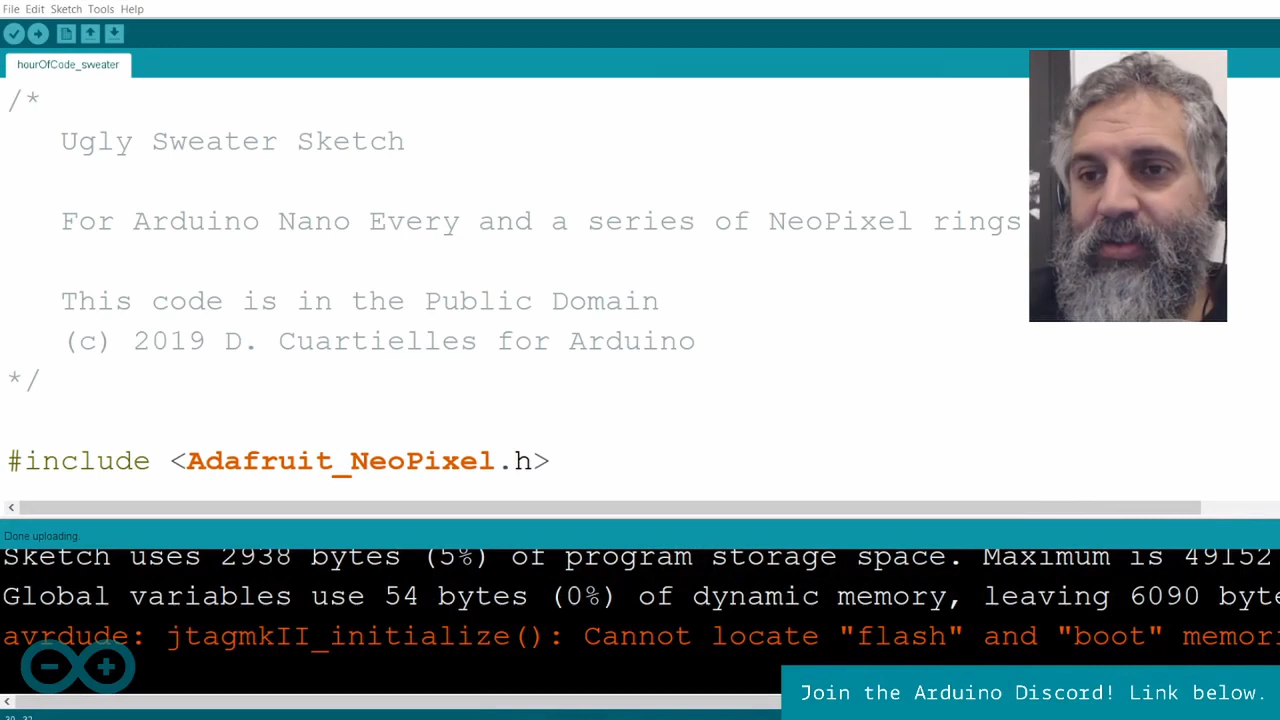 File Edit Sketch Tools Help
hourOfCode_sweater
/*
Ugly Sweater Sketch
For Arduino Nano Every and a series of NeoPixel rings
This code is in the Public Domain
(c) 2019 D. Cuartielles for Arduino
*/
#include <Adafruit_NeoPixel.h>
Done uploading.
Sketch uses 2938 bytes (5%) of program storage space. Maximum is 49152
Global variables use 54 bytes (0%) of dynamic memory, leaving 6090 byte
avrdude: jtagmkII_initialize(): Cannot locate "flash" and "boot" memori
Join the Arduino Discord! Link below.